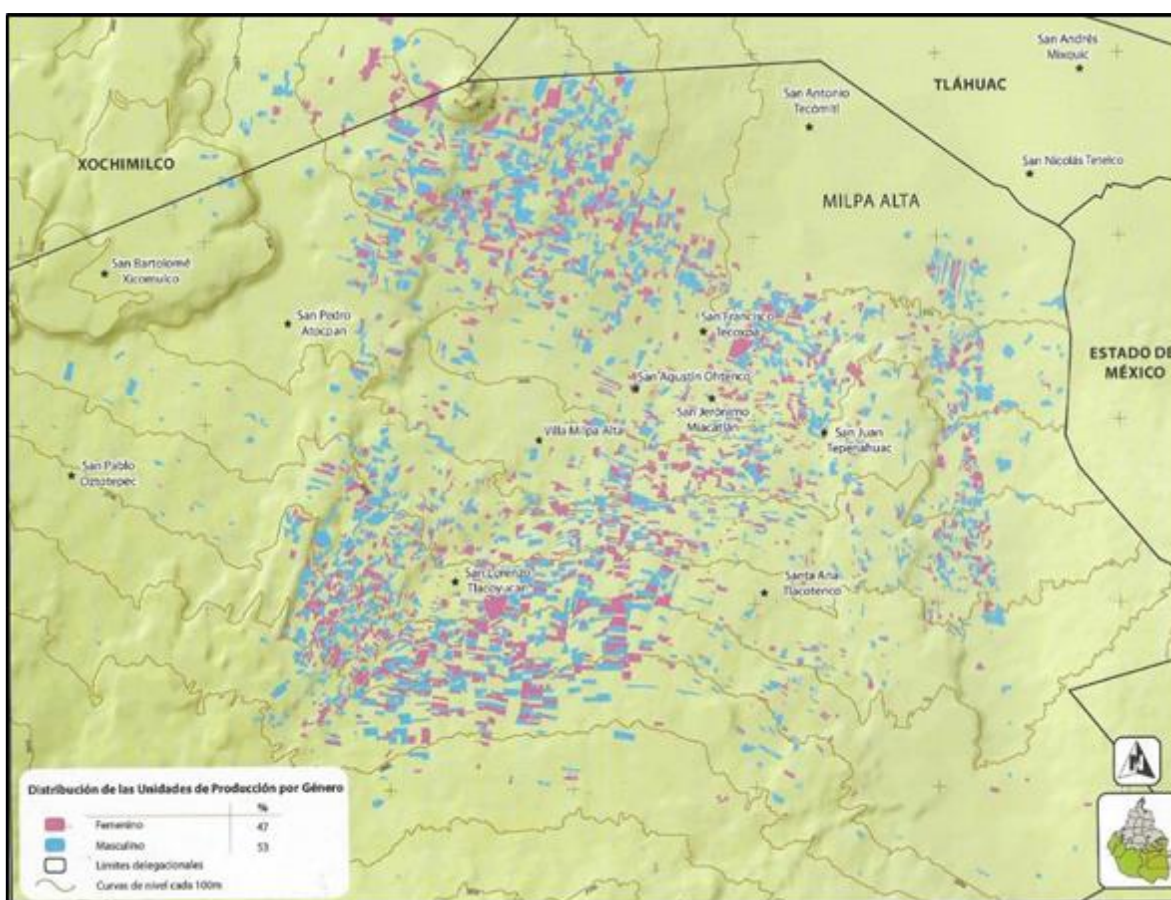 San Andrés
Mixquic
TLÁHUAC
San Antonio
Tecómitl
XOCHIMILCO
San Nicolás Tetelco
MILPA ALTA
San Bartolomé
Xicomulco
San Pedro
Atocpan
San Francisco
Tecoxpa
ESTADO DE
MÉXICO
San Agustín Ohtenco
San Jerónimo
Miacatlán
Villa Milpa Alta
San Juan
Tepenahuac
San Pablo
Oztotepec
San Lorenzo
Tlacoyucan
Santa Ana
Tlacotenco
Distribución de las Unidades de Producción por Género
%
Femenino 47
Masculino 53
Limites delegacionales
Curvas de nivel cada 100m
N